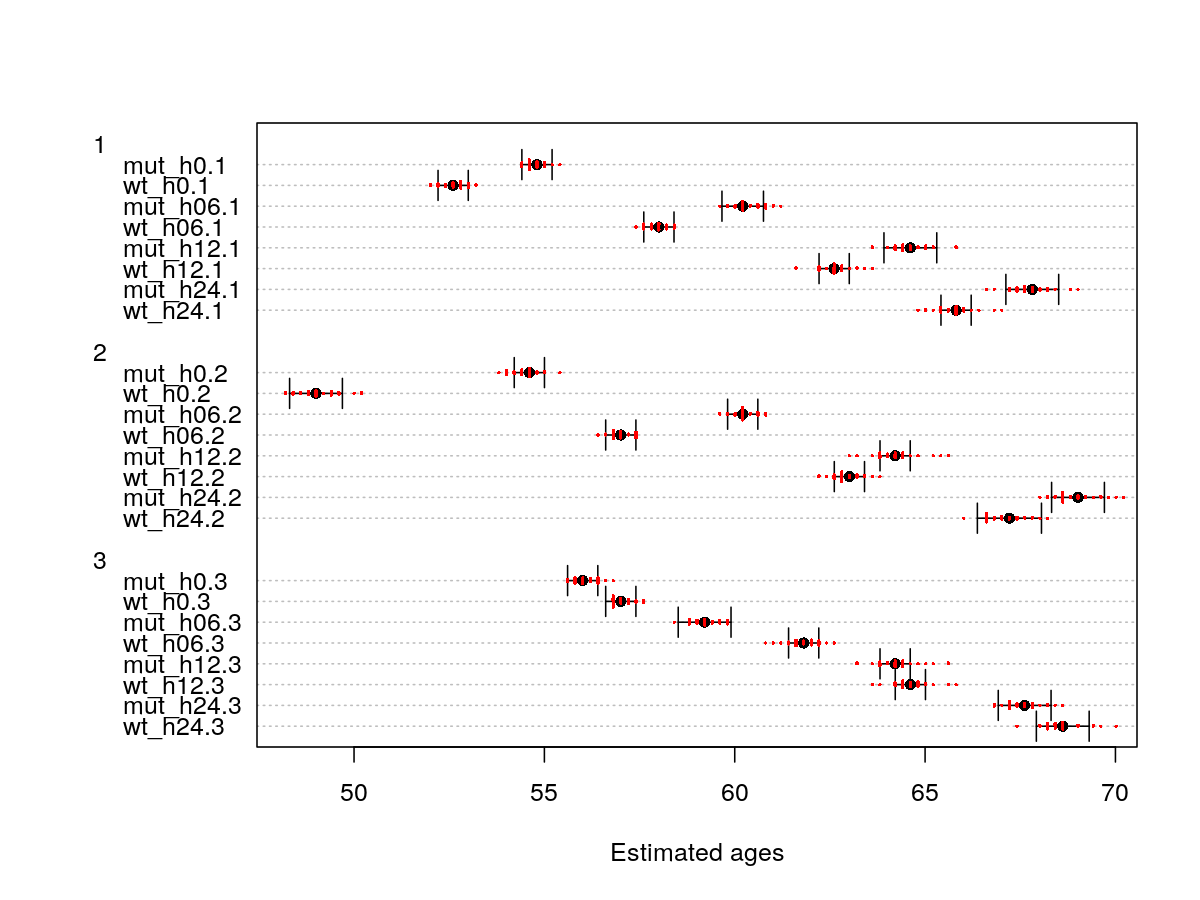 1
mut_h0.1
wt_h0.1
mut_h06.1
wt_h06.1
mut_h12.1
wt_h12.1
mut_h24.1
wt_h24.1
2
mut_h0.2
wt_h0.2
mut_h06.2
wt_h06.2
mut_h12.2
wt_h12.2
mut_h24.2
wt_h24.2
3
mut_h0.3
wt_h0.3
mut_h06.3
wt_h06.3
mut_h12.3
wt_h12.3
mut_h24.3
wt_h24.3
50 55 60 65 70
Estimated ages